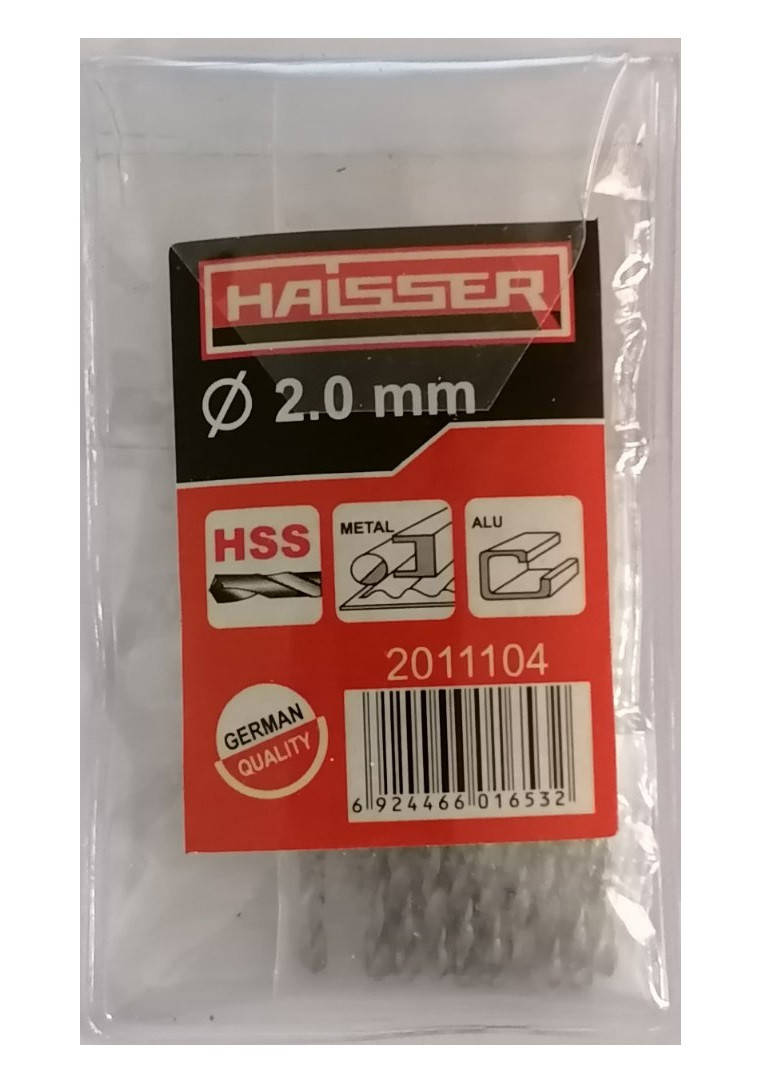 HAISSER
Ø 2.0 mm
HSS
METAL
ALU
2011104
GERMAN
QUALITY
6 924466 016532